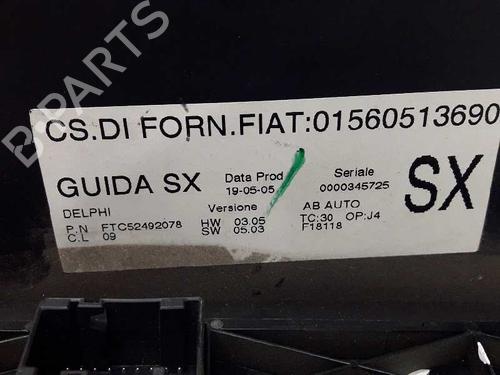 B-PARTS
CS.DI FORN.FIAT:01560513690
GUIDA SX Data Prod 19-05-05 Seriale 0000345725 SX
DELPHI Versione AB AUTO
P.N FTC52492078 HW 03.05 TC:30 OP:J4
C.L 09 SW 05.03 F18118